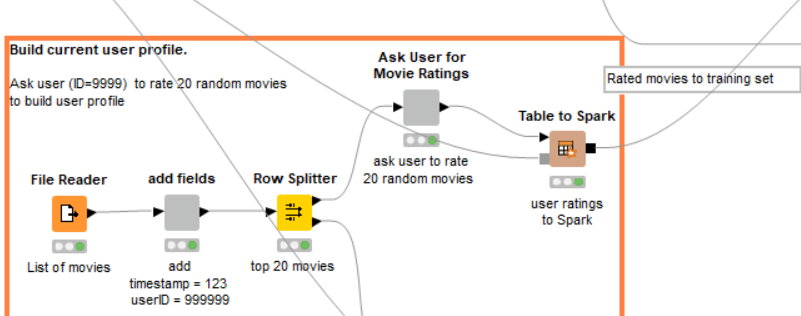 Build current user profile.
Ask user (ID=9999)  to rate 20 random movies
to build user profile
Ask User for
Movie Ratings
Rated movies to training set
Table to Spark
ask user to rate
20 random movies
File Reader
add fields
Row Splitter
user ratings
to Spark
List of movies
add
timestamp = 123
userID = 999999
top 20 movies